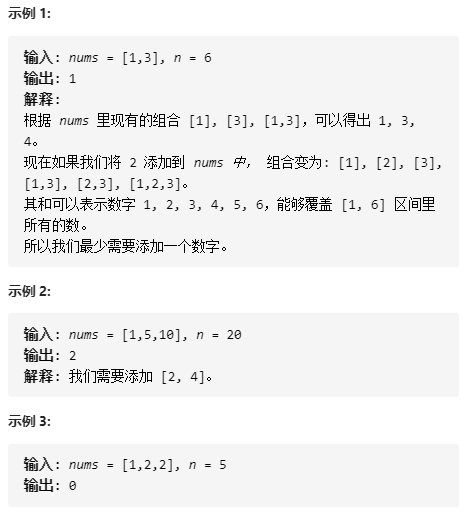 示例 1:
输入: nums = [1,3], n = 6
输出: 1
解释:
根据 nums 里现有的组合 [1], [3], [1,3]，可以得出 1, 3,
4。
现在如果我们将 2 添加到 nums 中， 组合变为: [1], [2], [3],
[1,3], [2,3], [1,2,3]。
其和可以表示数字 1, 2, 3, 4, 5, 6，能够覆盖 [1, 6] 区间里
所有的数。
所以我们最少需要添加一个数字。
示例 2:
输入: nums = [1,5,10], n = 20
输出: 2
解释: 我们需要添加 [2, 4]。
示例 3:
输入: nums = [1,2,2], n = 5
输出: 0